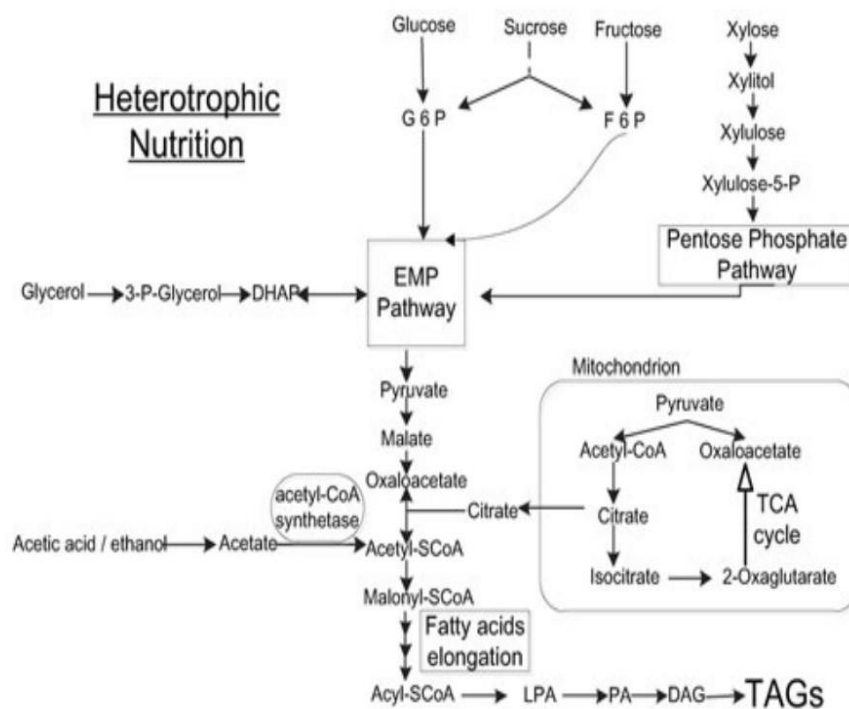 Glucose Sucrose Fructose Xylose
Heterotrophic
Nutrition
Xylitol
G 6 P F 6 P Xylulose
Xylulose-5-P
Pentose Phosphate
Pathway
EMP
Pathway
Glycerol 3-P-Glycerol DHAP
Pyruvate
Malate
Oxaloacetate
Mitochondrion
Pyruvate
Acetyl-CoA Oxaloacetate
TCA
cycle
Citrate Citrate
Isocitrate 2-Oxaglutarate
acetyl-CoA
synthetase
Acetic acid / ethanol Acetate Acetyl-SCoA
Malonyl-SCoA
Fatty acids
elongation
Acyl-SCoA LPA PA DAG TAGs